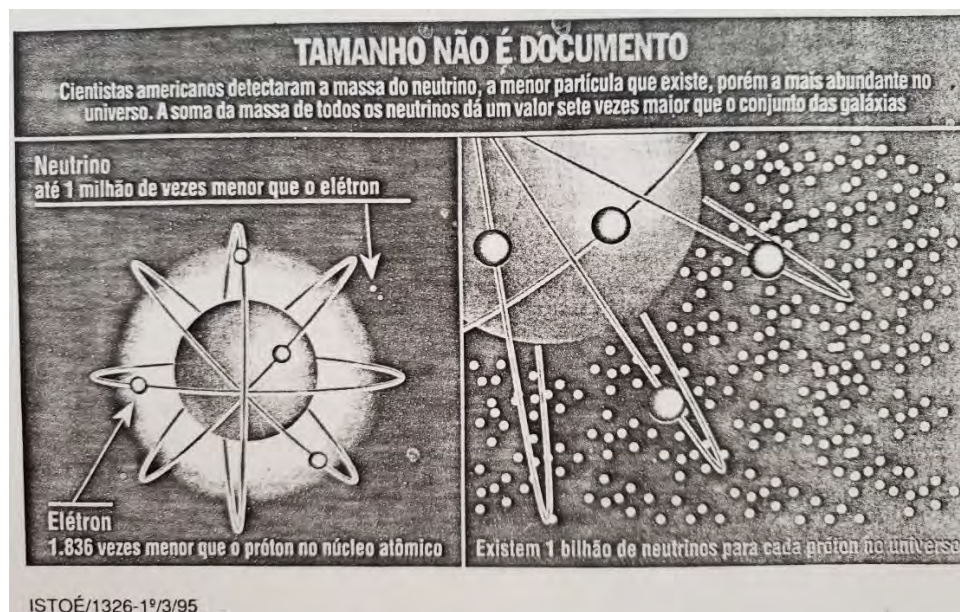 TAMANHO NÃO É DOCUMENTO
Cientistas americanos detectaram a massa do neutrino, a menor partícula que existe, porém a mais abundante no
universo. A soma da massa de todos os neutrinos dá um valor sete vezes maior que o conjunto das galáxias
Neutrino
até 1 milhão de vezes menor que o elétron
Elétron
1.836 vezes menor que o próton no núcleo atômico
Existem 1 bilhão de neutrinos para cada próton no universo
ISTOÉ/1326-1º/3/95